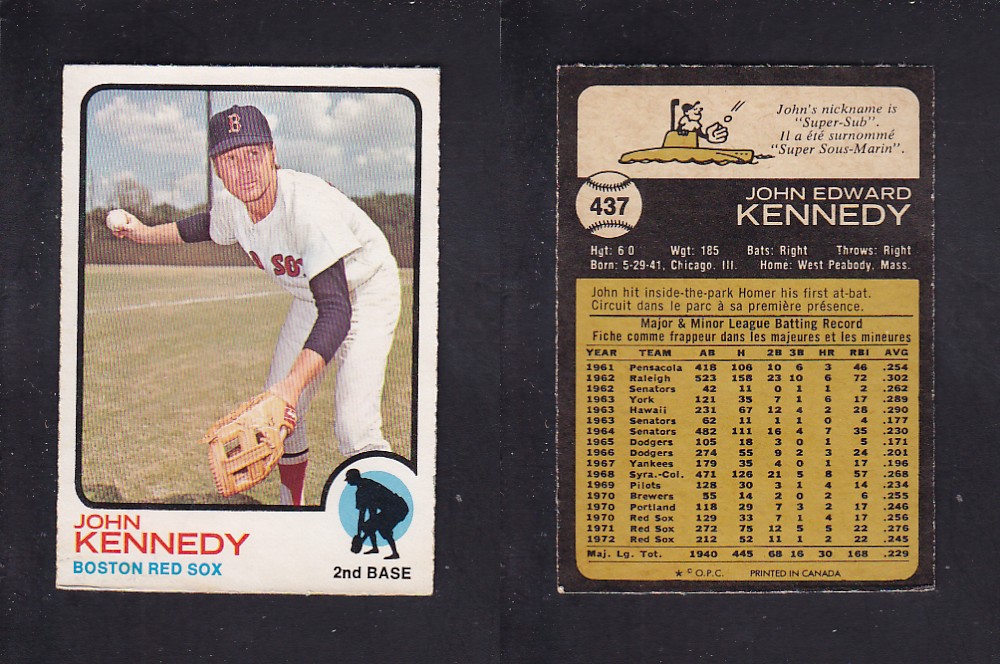 B
SO
JOHN
KENNEDY
BOSTON RED SOX
2nd BASE
John's nickname is
"Super-Sub".
Il a été surnommé
"Super Sous-Marin".
437
JOHN EDWARD
KENNEDY
Hgt: 6 0 Wgt: 185 Bats: Right Throws: Right
Born: 5-29-41, Chicago, Ill. Home: West Peabody, Mass.
John hit inside-the-park Homer his first at-bat.
Circuit dans le parc à sa première présence.
Major & Minor League Batting Record
Fiche comme frappeur dans les majeures et les mineures
YEAR TEAM AB H 2B 3B HR RBI AVG
1961 Pensacola 418 106 10 6 3 46 .254
1962 Raleigh 523 158 23 10 6 72 .302
1962 Senators 42 11 0 1 1 2 .262
1963 York 121 35 7 1 6 17 .289
1963 Hawaii 231 67 12 4 2 28 .290
1963 Senators 62 11 1 1 0 4 .177
1964 Senators 482 111 16 4 7 35 .230
1965 Dodgers 105 18 3 0 1 5 .171
1966 Dodgers 274 55 9 2 3 24 .201
1967 Yankees 179 35 4 0 1 17 .196
1968 Syra.-Col. 471 126 21 5 8 57 .268
1969 Pilots 128 30 3 1 4 14 .234
1970 Brewers 55 14 2 0 2 6 .255
1970 Portland 118 29 7 3 2 17 .246
1970 Red Sox 129 33 7 1 4 17 .256
1971 Red Sox 272 75 12 5 5 22 .276
1972 Red Sox 212 52 11 1 2 22 .245
Maj. Lg. Tot. 1940 445 68 16 30 168 .229
★ © O.P.C. PRINTED IN CANADA